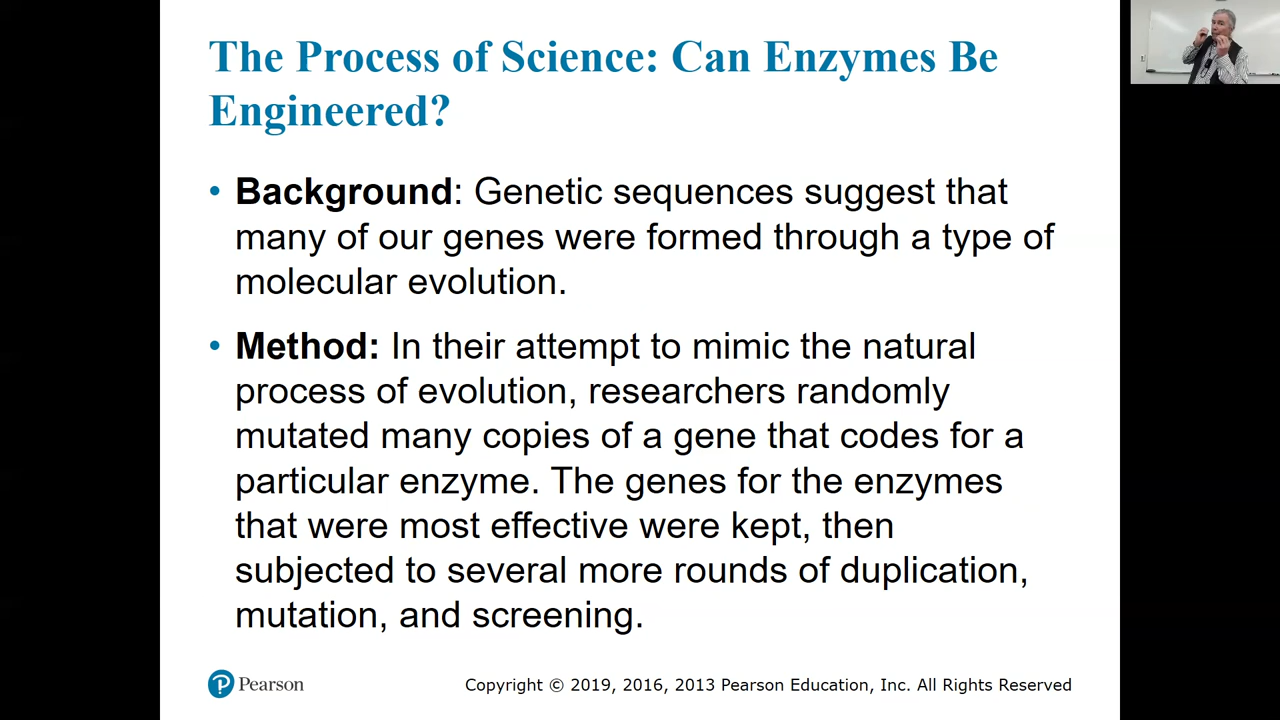 The Process of Science: Can Enzymes Be
Engineered?
• Background: Genetic sequences suggest that
many of our genes were formed through a type of
molecular evolution.
• Method: In their attempt to mimic the natural
process of evolution, researchers randomly
mutated many copies of a gene that codes for a
particular enzyme. The genes for the enzymes
that were most effective were kept, then
subjected to several more rounds of duplication,
mutation, and screening.
P Pearson
Copyright © 2019, 2016, 2013 Pearson Education, Inc. All Rights Reserved